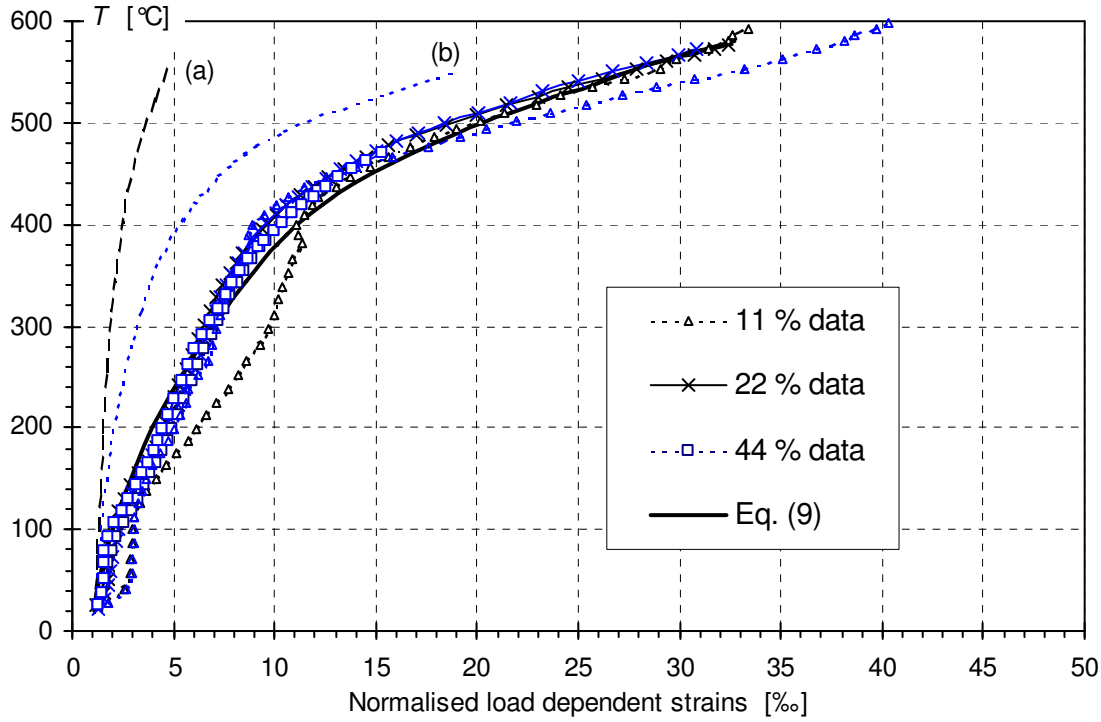 T [°C]
600
500
400
300
200
100
0
(a)
(b)
11 % data
22 % data
44 % data
Eq. (9)
0 5 10 15 20 25 30 35 40 45 50
Normalised load dependent strains [‰]